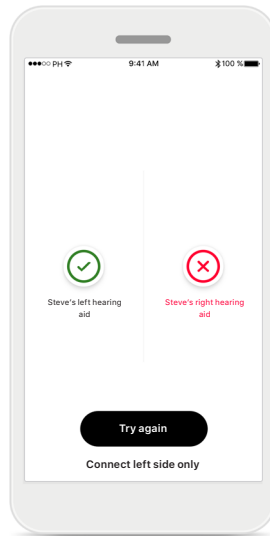 PH 9:41 AM 100 %
Steve's left hearing
aid
Steve's right hearing
aid
Try again
Connect left side only